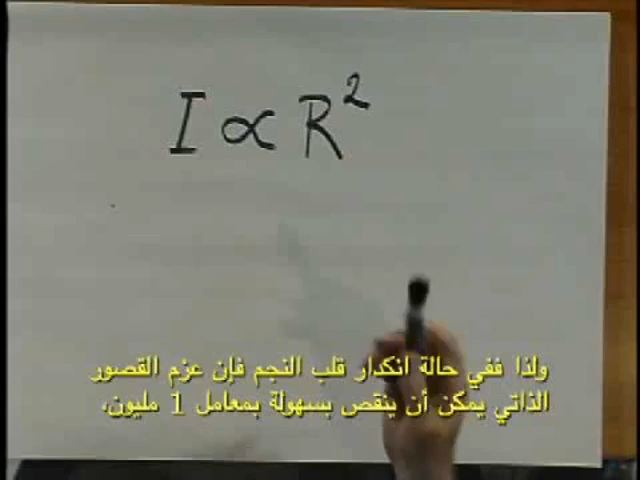 I ∝ R²
ولذا ففي حالة انكدار قلب النجم فإن عزم القصور
الذاتي يمكن أن ينقص بسهولة بمعامل 1 مليون،